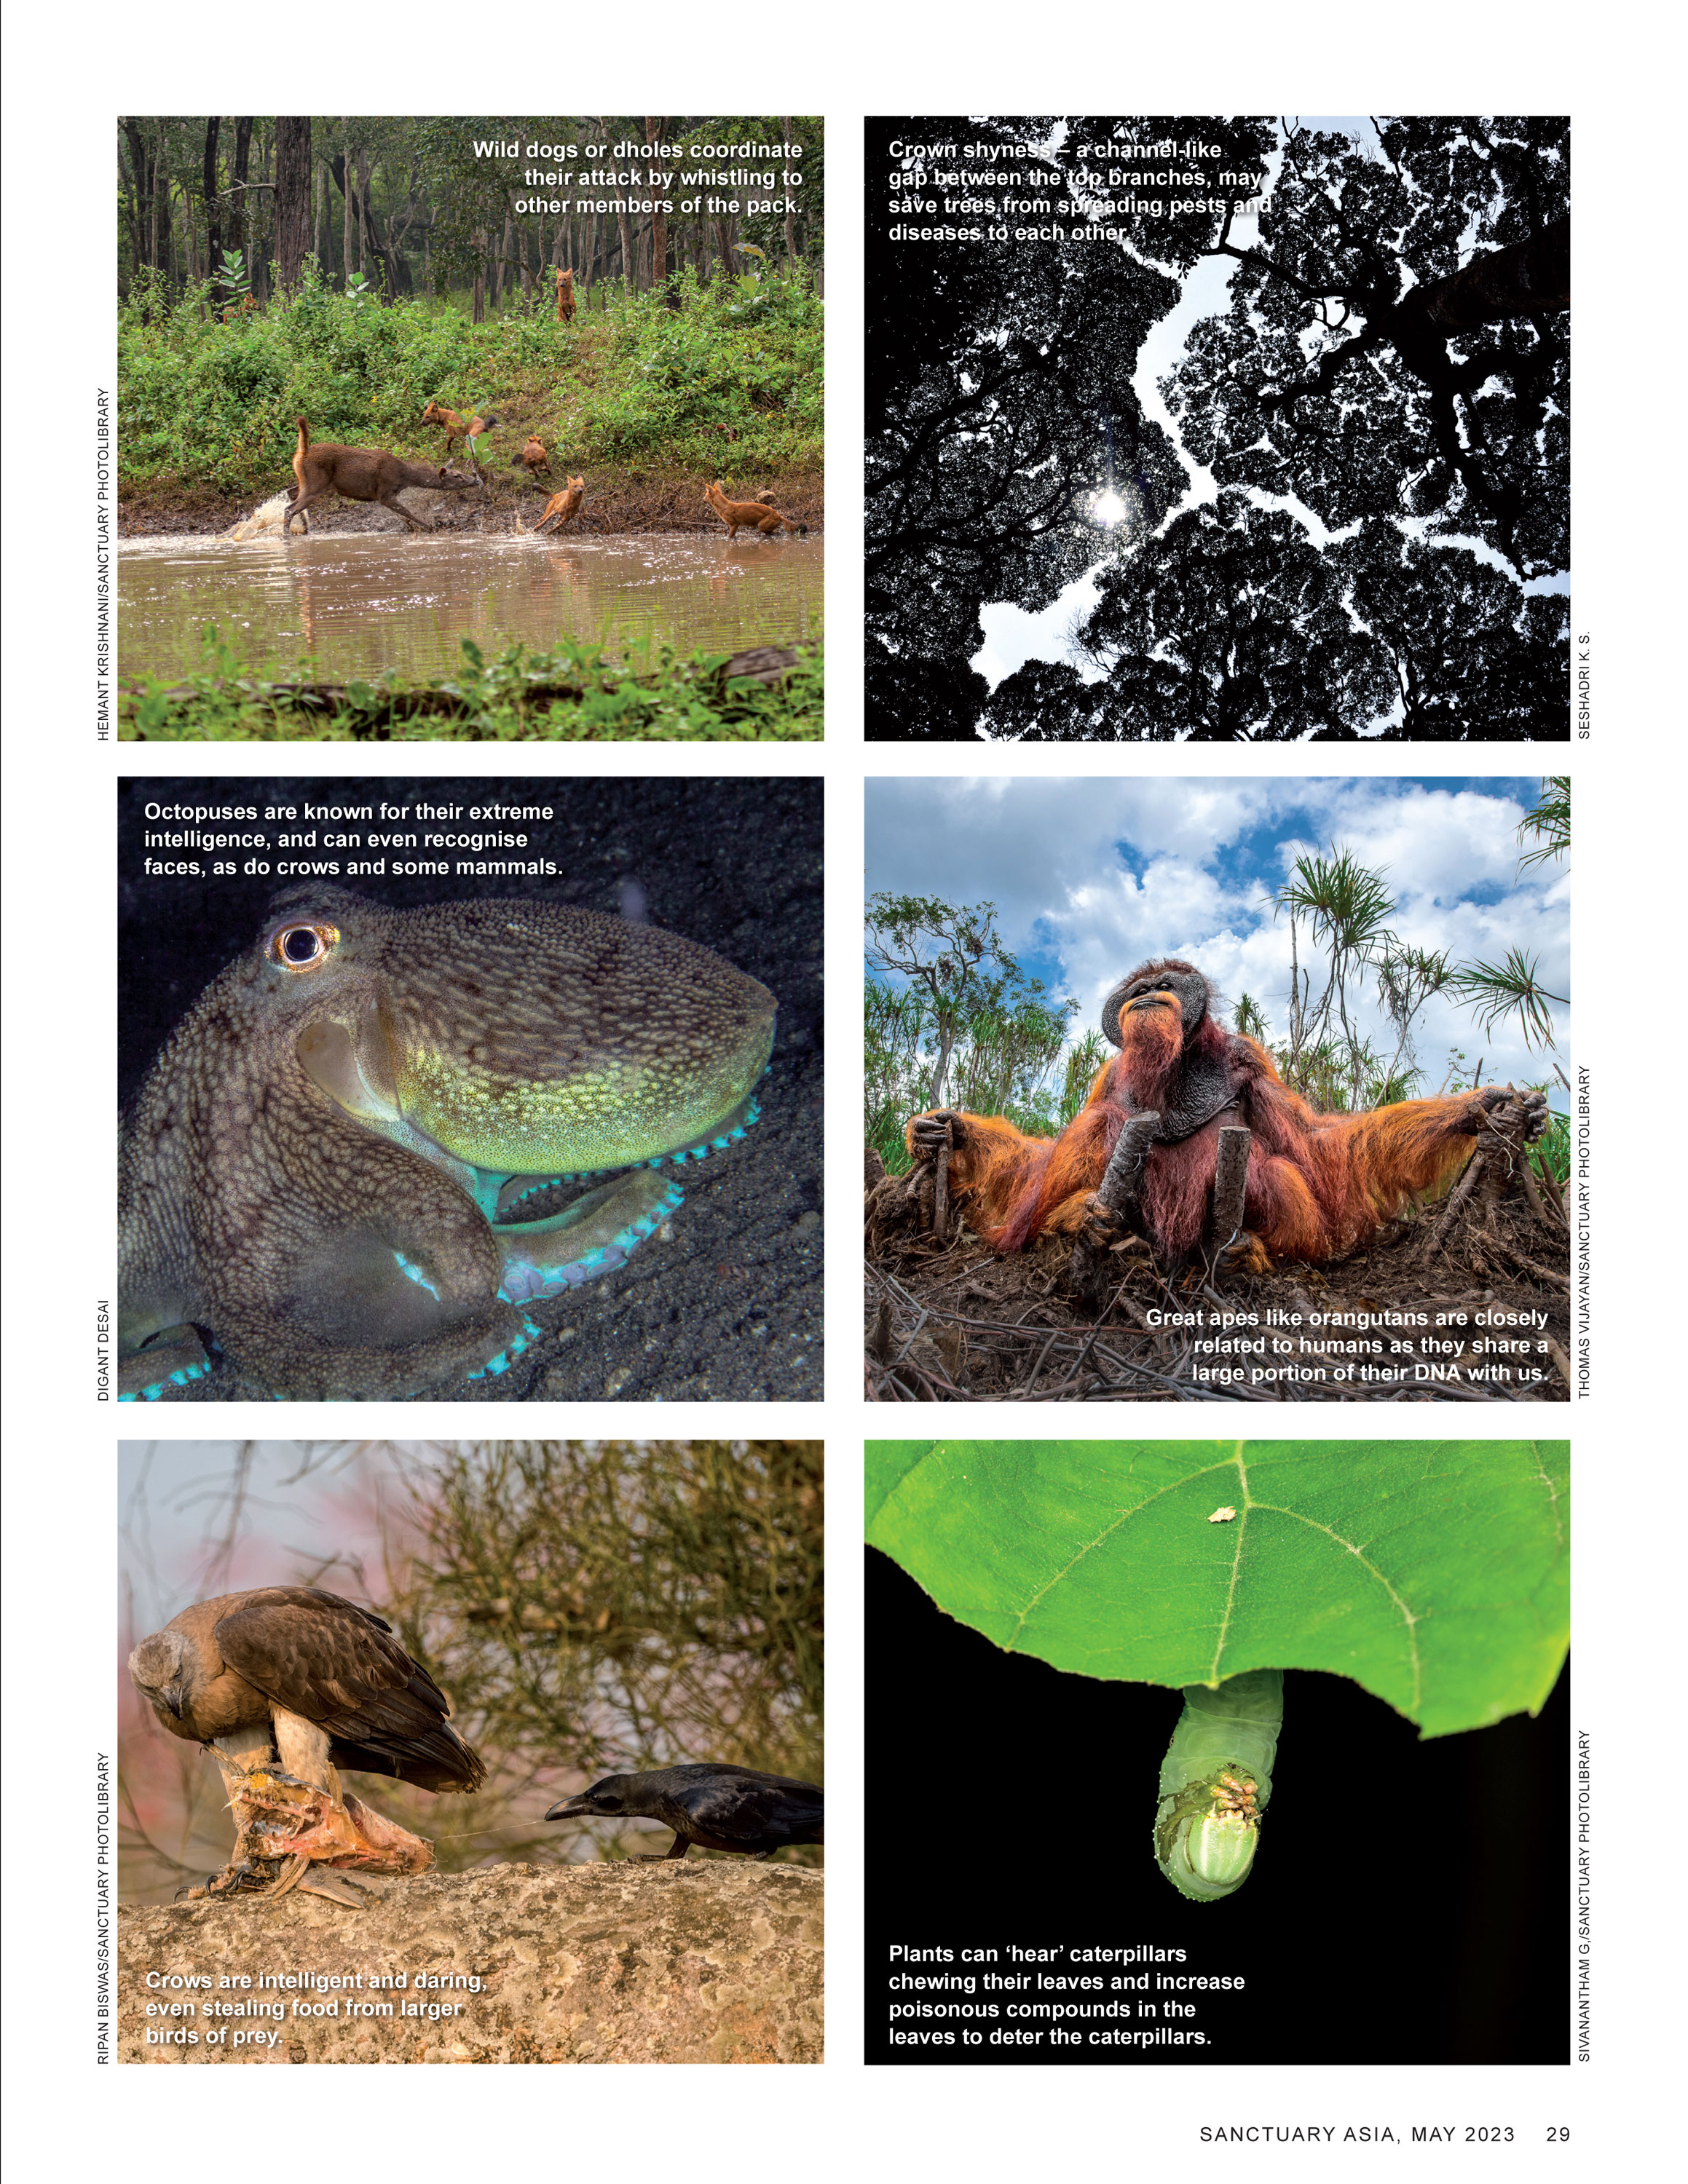 Wild dogs or dholes coordinate
their attack by whistling to
other members of the pack.
HEMANT KRISHNANI/SANCTUARY PHOTOLIBRARY
Crown shyness – a channel-like
gap between the top branches, may
save trees from spreading pests and
diseases to each other.
SESHADRI K. S.
Octopuses are known for their extreme
intelligence, and can even recognise
faces, as do crows and some mammals.
DIGANT DESAI
Great apes like orangutans are closely
related to humans as they share a
large portion of their DNA with us.
THOMAS VIJAYAN/SANCTUARY PHOTOLIBRARY
Crows are intelligent and daring,
even stealing food from larger
birds of prey.
RIPAN BISWAS/SANCTUARY PHOTOLIBRARY
Plants can ‘hear’ caterpillars
chewing their leaves and increase
poisonous compounds in the
leaves to deter the caterpillars.
SIVANANTHAM G./SANCTUARY PHOTOLIBRARY
SANCTUARY ASIA, MAY 2023 29